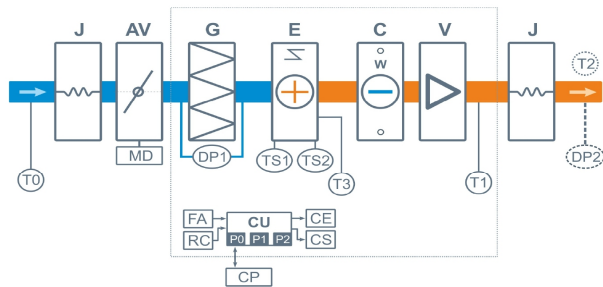 J AV G E C V J
w
T2
MD
DP1
TS1 TS2
DP2
T0
T3
T1
FA CU CE
RC P0 P1 P2 CS
CP